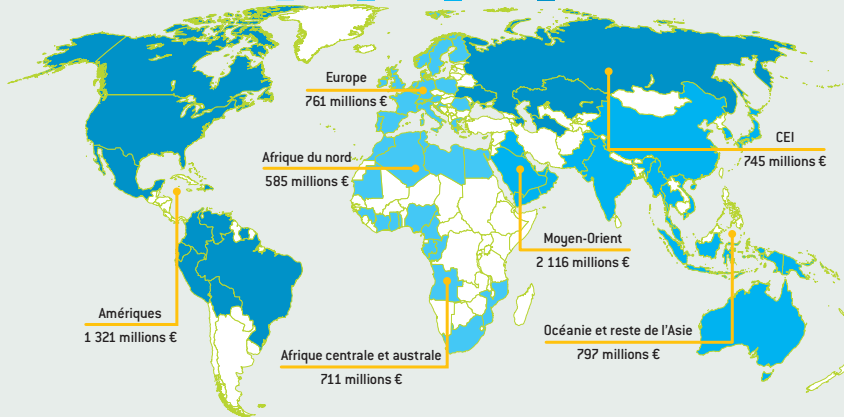 Europe
761 millions €
CEI
745 millions €
Afrique du nord
585 millions €
Moyen-Orient
2 116 millions €
Amériques
1 321 millions €
Océanie et reste de l'Asie
797 millions €
Afrique centrale et australe
711 millions €